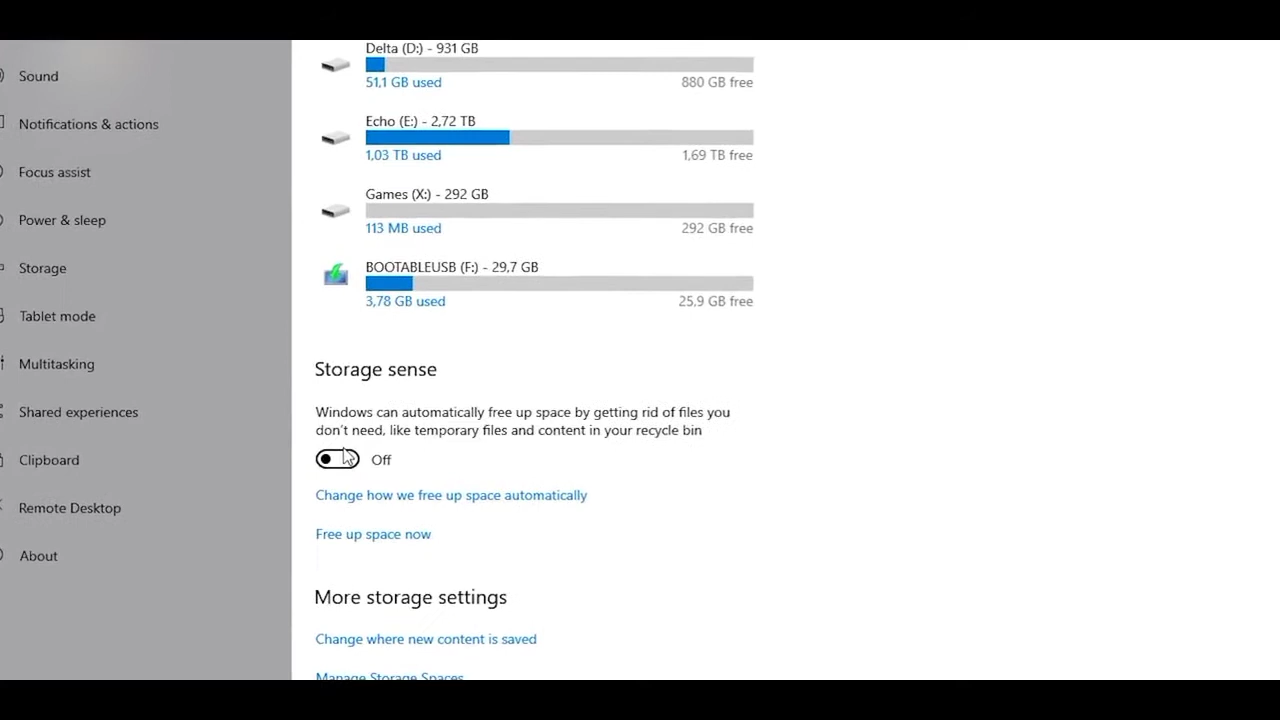 Sound
Notifications & actions
Focus assist
Power & sleep
Storage
Tablet mode
Multitasking
Shared experiences
Clipboard
Remote Desktop
About
Delta (D:) - 931 GB
51,1 GB used
880 GB free
Echo (E:) - 2,72 TB
1,03 TB used
1,69 TB free
Games (X:) - 292 GB
113 MB used
292 GB free
BOOTABLEUSB (F:) - 29,7 GB
3,78 GB used
25,9 GB free
Storage sense
Windows can automatically free up space by getting rid of files you
don't need, like temporary files and content in your recycle bin
Off
Change how we free up space automatically
Free up space now
More storage settings
Change where new content is saved
Manage Storage Spaces